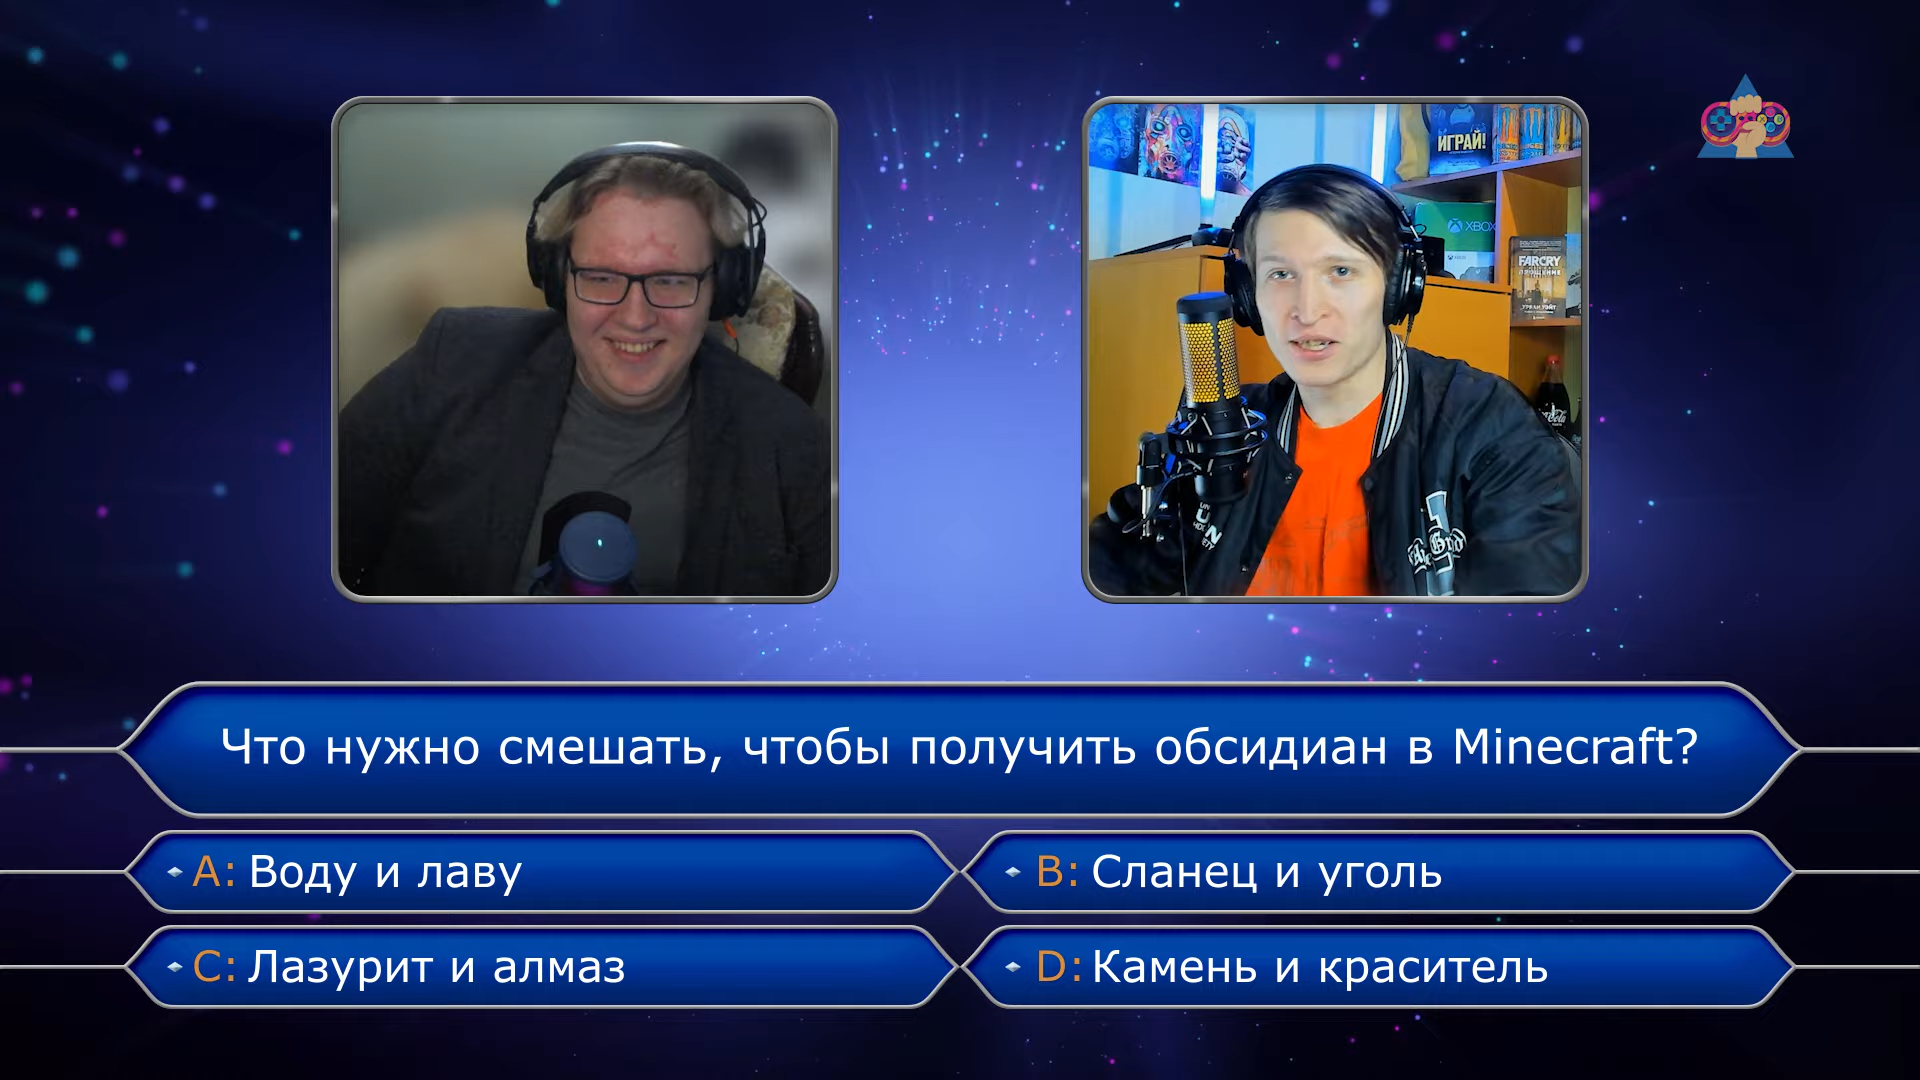 ИГРАЙ!
XBOX
FARCRY
Что нужно смешать, чтобы получить обсидиан в Minecraft?
A: Воду и лаву
B: Сланец и уголь
C: Лазурит и алмаз
D: Камень и краситель